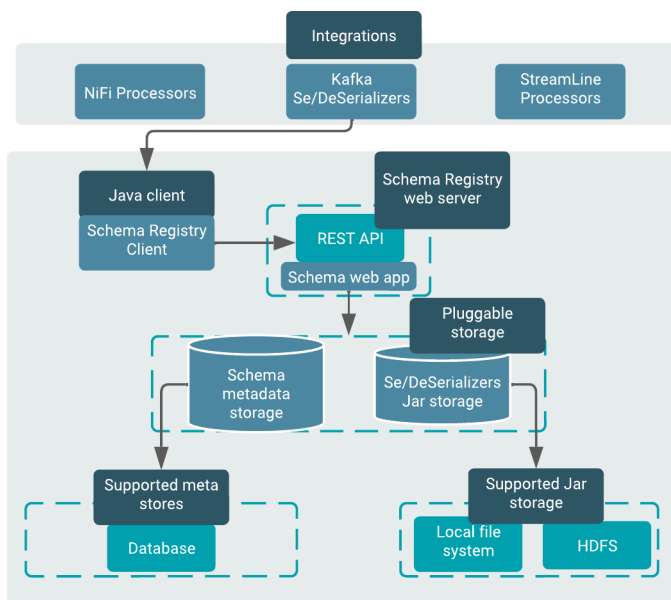 Integrations
NiFi Processors
Kafka
Se/DeSerializers
StreamLine
Processors
Java client
Schema Registry
Client
Schema Registry
web server
REST API
Schema web app
Pluggable
storage
Schema
metadata
storage
Se/DeSerializers
Jar storage
Supported meta
stores
Database
Supported Jar
storage
Local file
system
HDFS